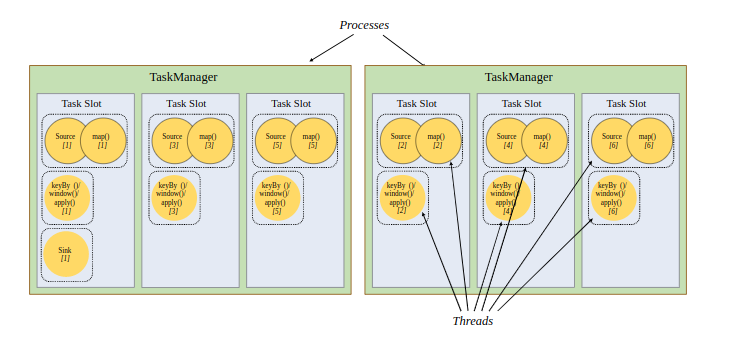 Processes
TaskManager
TaskManager
Task Slot
Task Slot
Task Slot
Task Slot
Task Slot
Task Slot
Source
[1]
map()
[1]
Source
[3]
map()
[3]
Source
[5]
map()
[5]
Source
[2]
map()
[2]
Source
[4]
map()
[4]
Source
[6]
map()
[6]
keyBy ()/
window()/
apply()
[1]
keyBy ()/
window()/
apply()
[3]
keyBy ()/
window()/
apply()
[5]
keyBy ()/
window()/
apply()
[2]
keyBy ()/
window()/
apply()
[4]
keyBy ()/
window()/
apply()
[6]
Sink
[1]
Threads